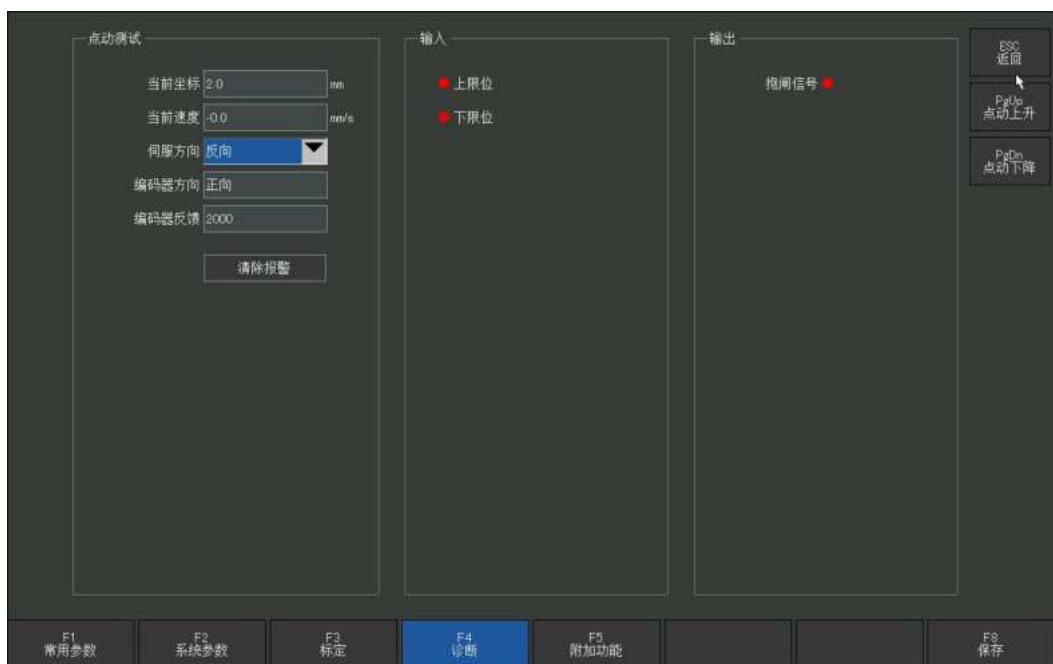 点动测试
当前坐标 2.0 mm
当前速度 -0.0 mm/s
伺服方向 反向
编码器方向 正向
编码器反馈 2000
清除报警
输入
上限位
下限位
输出
抱闸信号
ESC
返回
PgUp
点动上升
PgDn
点动下降
F1
常用参数
F2
系统参数
F3
标定
F4
诊断
F5
附加功能
F8
保存